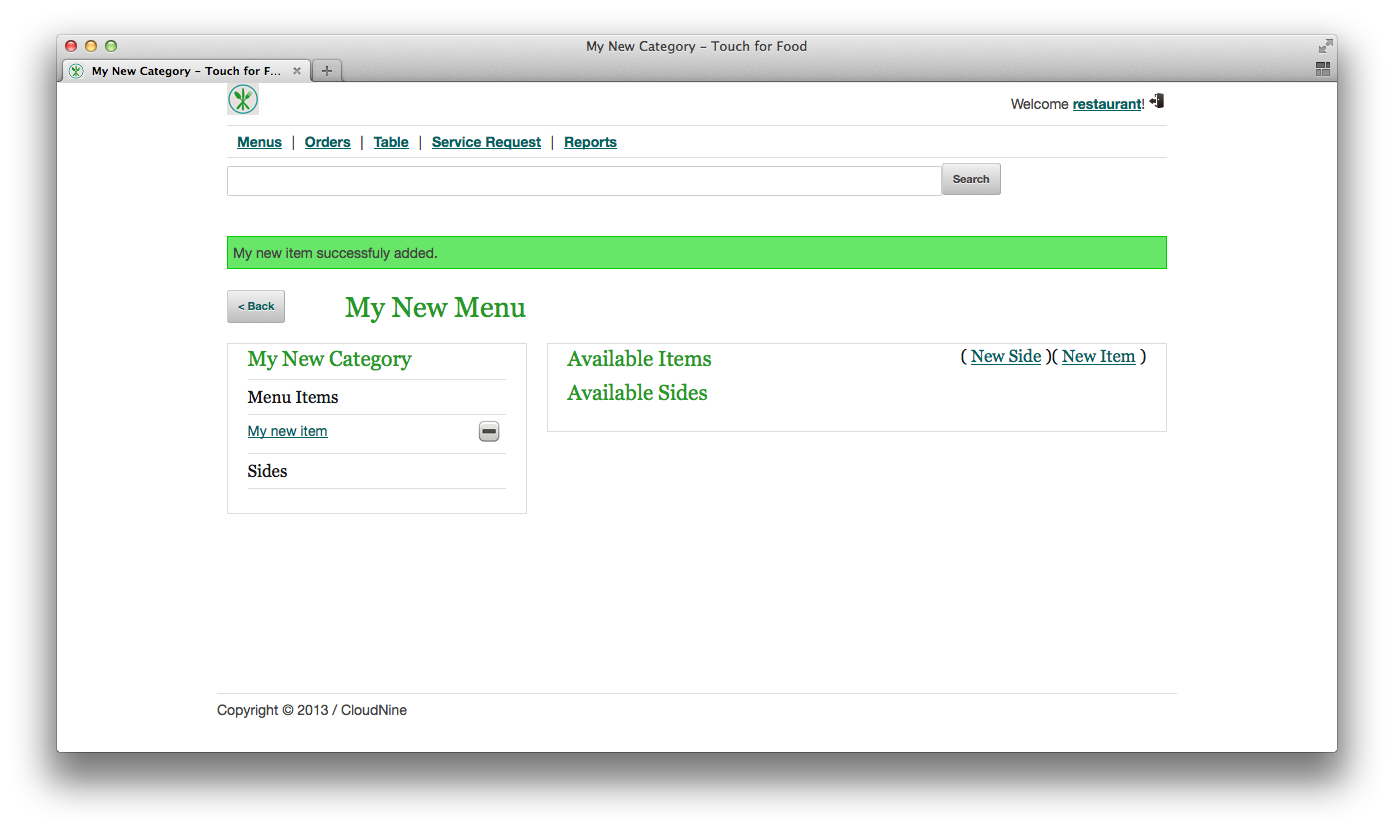 My New Category – Touch for Food
My New Category – Touch for F...
Welcome restaurant!
Menus | Orders | Table | Service Request | Reports
Search
My new item successfuly added.
< Back
My New Menu
My New Category
Available Items
( New Side )( New Item )
Available Sides
Menu Items
My new item
Sides
Copyright © 2013 / CloudNine